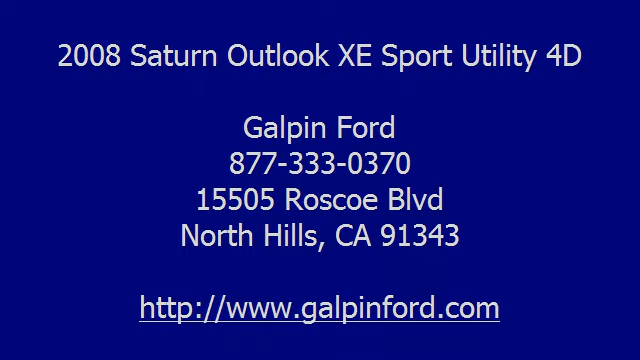 2008 Saturn Outlook XE Sport Utility 4D
Galpin Ford
877-333-0370
15505 Roscoe Blvd
North Hills, CA 91343
http://www.galpinford.com